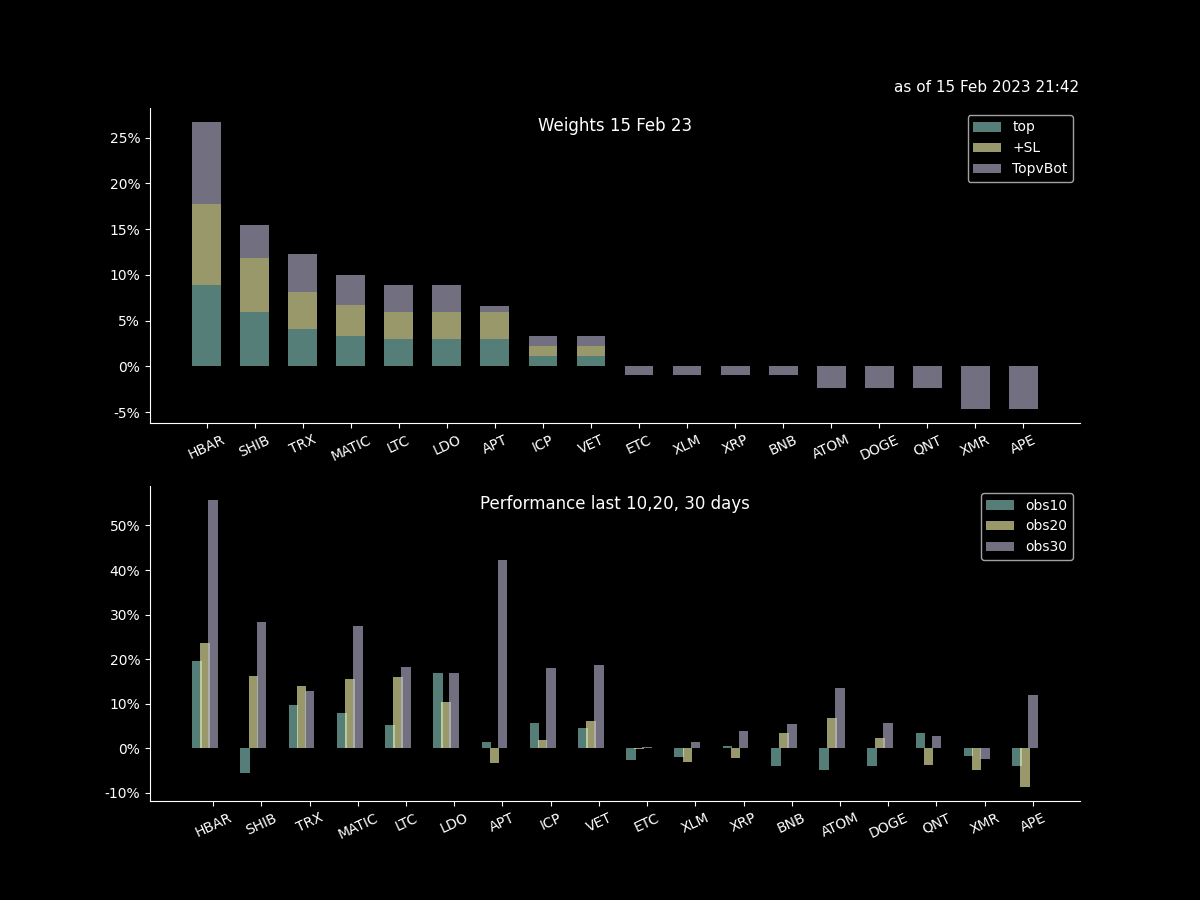 as of 15 Feb 2023 21:42
Weights 15 Feb 23
top
+SL
TopvBot
25%
20%
15%
10%
5%
0%
-5%
HBAR SHIB TRX MATIC LTC LDO APT ICP VET ETC XLM XRP BNB ATOM DOGE QNT XMR APE
Performance last 10,20, 30 days
obs10
obs20
obs30
50%
40%
30%
20%
10%
0%
-10%
HBAR SHIB TRX MATIC LTC LDO APT ICP VET ETC XLM XRP BNB ATOM DOGE QNT XMR APE